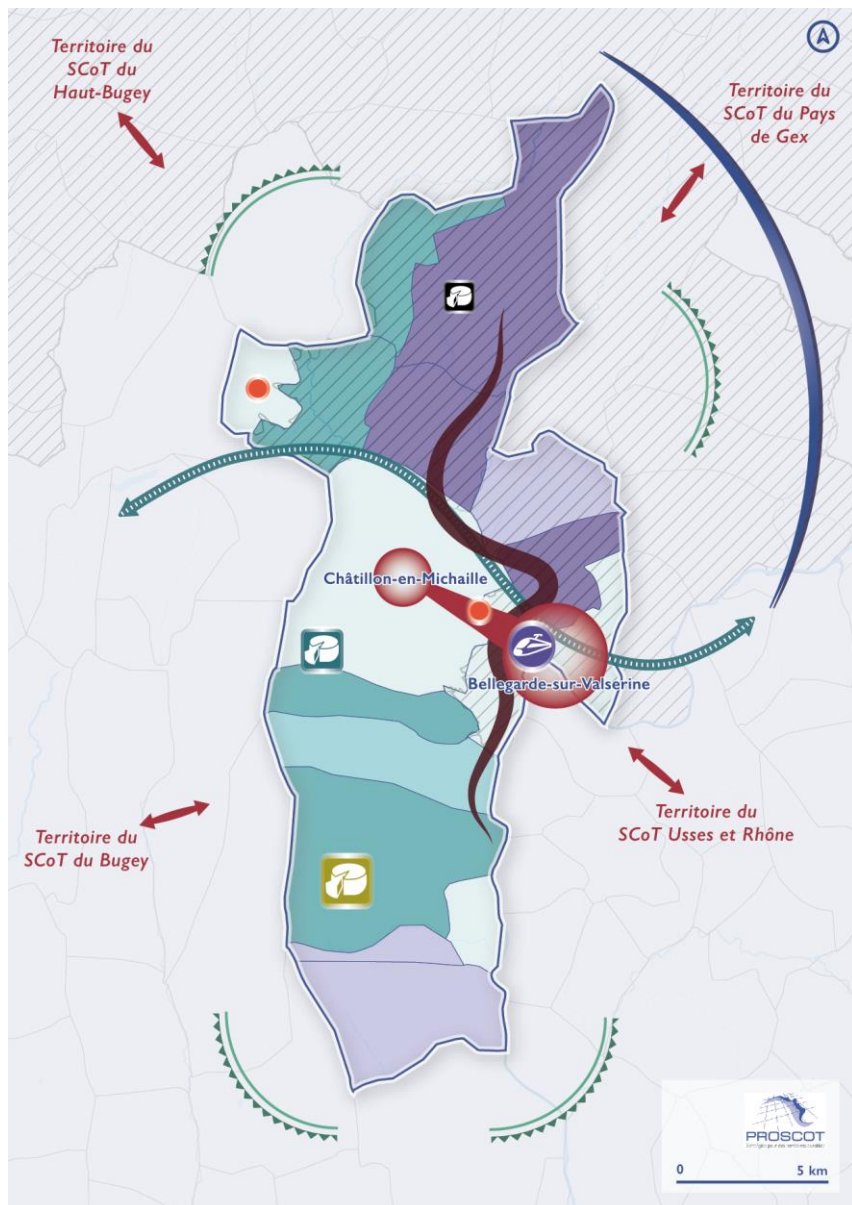 Territoire du
SCoT du
Haut-Bugey
Territoire du
SCoT du Pays
de Gex
Châtillon-en-Michaille
Bellegarde-sur-Valserine
Territoire du
SCoT du Bugey
Territoire du
SCoT Usses et Rhône
PROSCOT
0 5 km